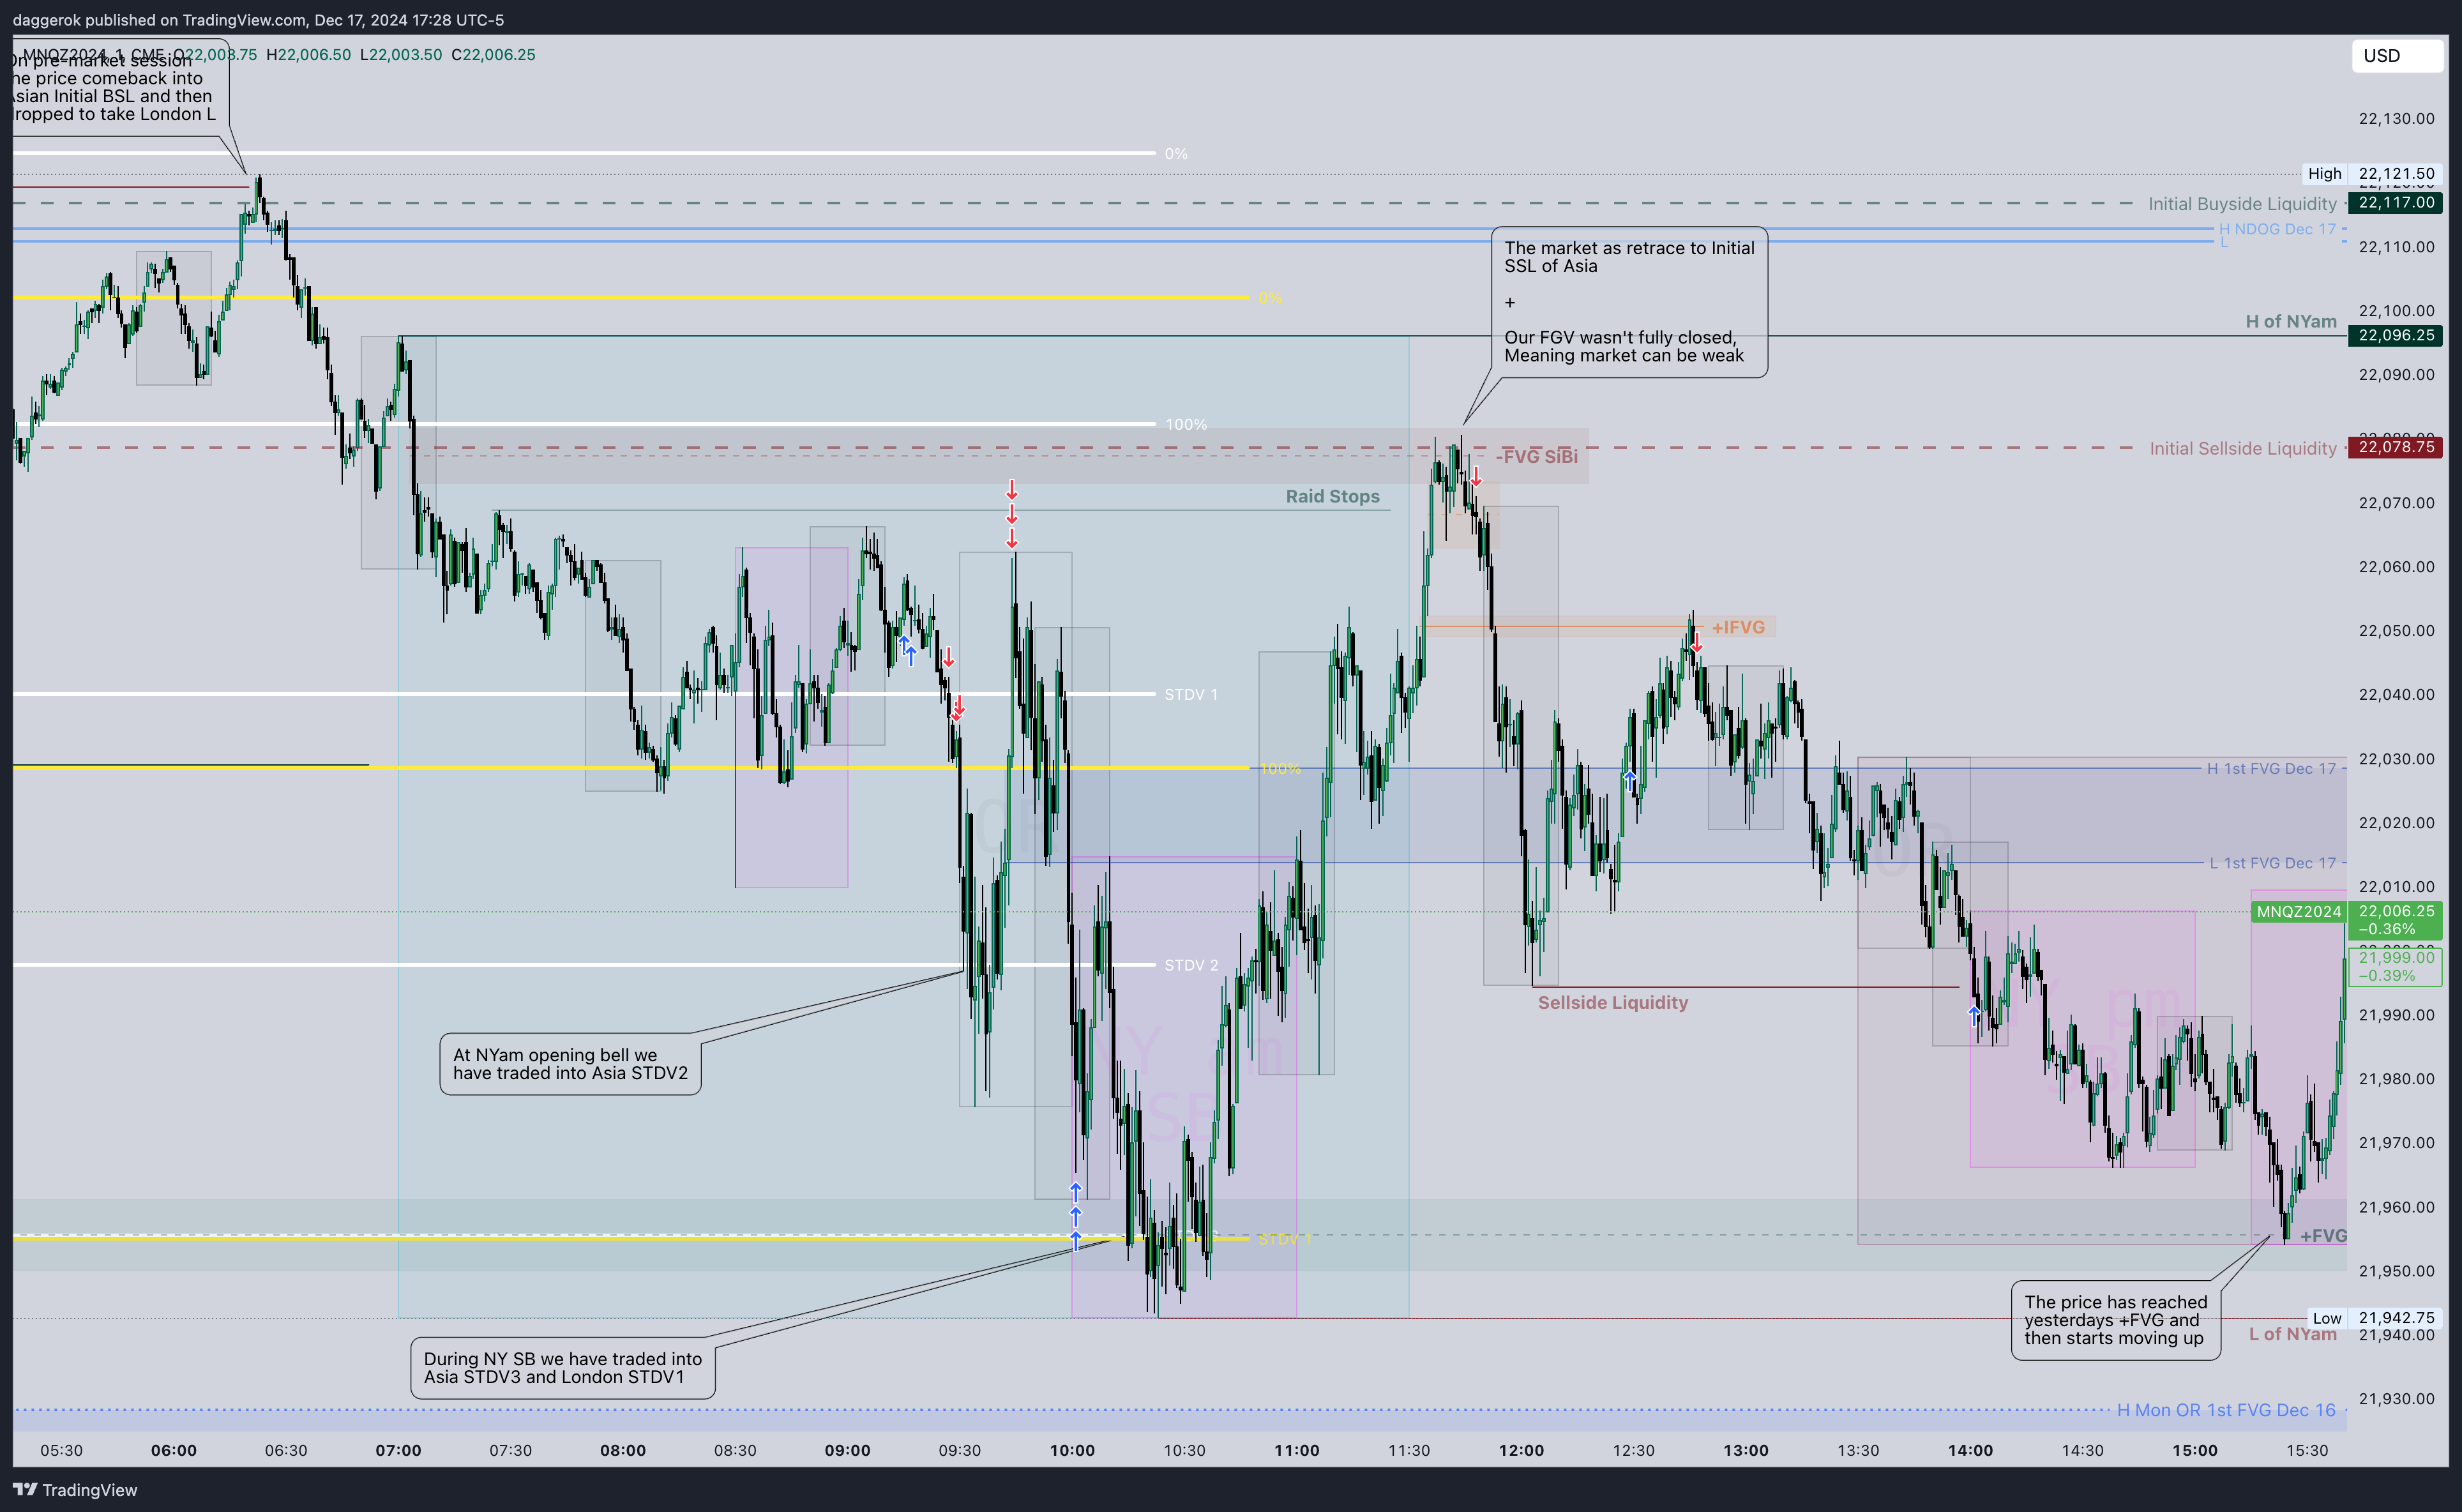 daggerok published on TradingView.com, Dec 17, 2024 17:28 UTC-5
MNQZ2024, 1, CME O22,003.75 H22,006.50 L22,003.50 C22,006.25
USD
On pre-market session
he price comeback into
Asian Initial BSL and then
ropped to take London L
22,130.00
0%
High 22,121.50
Initial Buyside Liquidity 22,117.00
H NDOG Dec 17
L
22,110.00
The market as retrace to Initial
SSL of Asia
+
Our FGV wasn't fully closed,
Meaning market can be weak
0%
22,100.00
H of NYam 22,096.25
22,090.00
100%
Initial Sellside Liquidity 22,078.75
-FVG SiBi
Raid Stops
22,070.00
22,060.00
+IFVG
22,050.00
STDV 1
22,040.00
22,030.00
100%
H 1st FVG Dec 17
OR
22,020.00
L 1st FVG Dec 17
22,010.00
MNQZ2024 22,006.25
−0.36%
21,999.00
−0.39%
STDV 2
Sellside Liquidity
21,990.00
NY am
SB
pm
At NYam opening bell we
have traded into Asia STDV2
21,980.00
21,970.00
21,960.00
STDV 1
+FVG
21,950.00
The price has reached
yesterdays +FVG and
then starts moving up
Low 21,942.75
L of NYam
21,940.00
During NY SB we have traded into
Asia STDV3 and London STDV1
21,930.00
H Mon OR 1st FVG Dec 16
05:30 06:00 06:30 07:00 07:30 08:00 08:30 09:00 09:30 10:00 10:30 11:00 11:30 12:00 12:30 13:00 13:30 14:00 14:30 15:00 15:30
TradingView